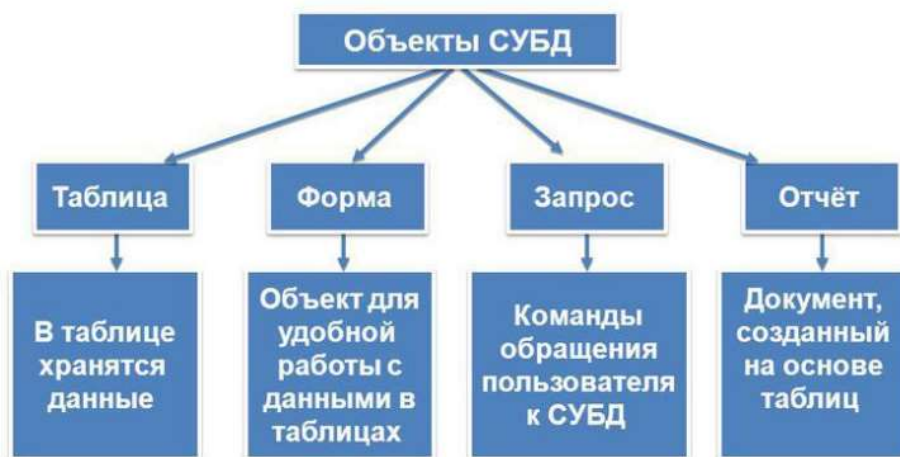 Объекты СУБД
Таблица
Форма
Запрос
Отчёт
В таблице
хранятся
данные
Объект для
удобной
работы с
данными в
таблицах
Команды
обращения
пользователя
к СУБД
Документ,
созданный
на основе
таблиц